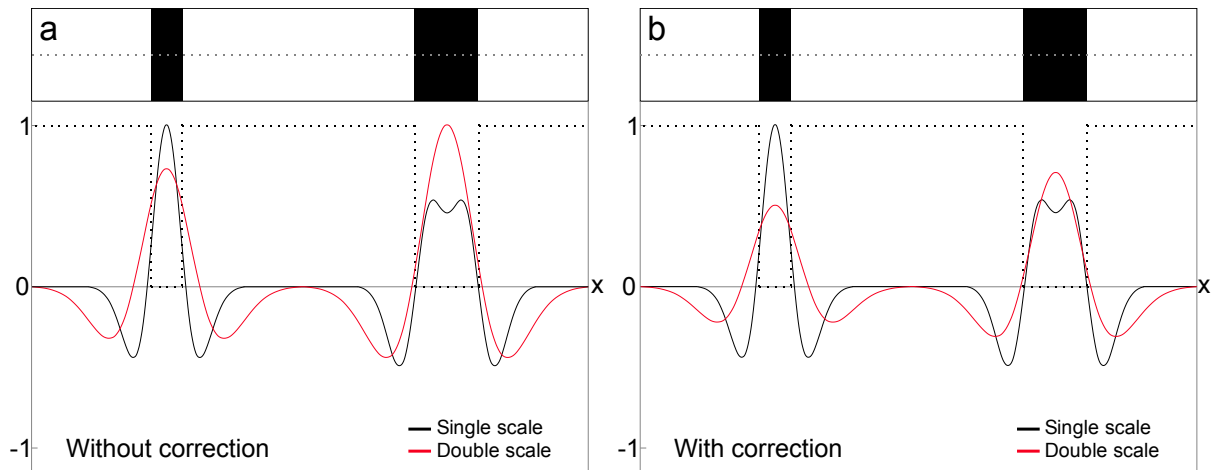 a
1
0
x
-1
Without correction
Single scale
Double scale
b
1
0
x
-1
With correction
Single scale
Double scale